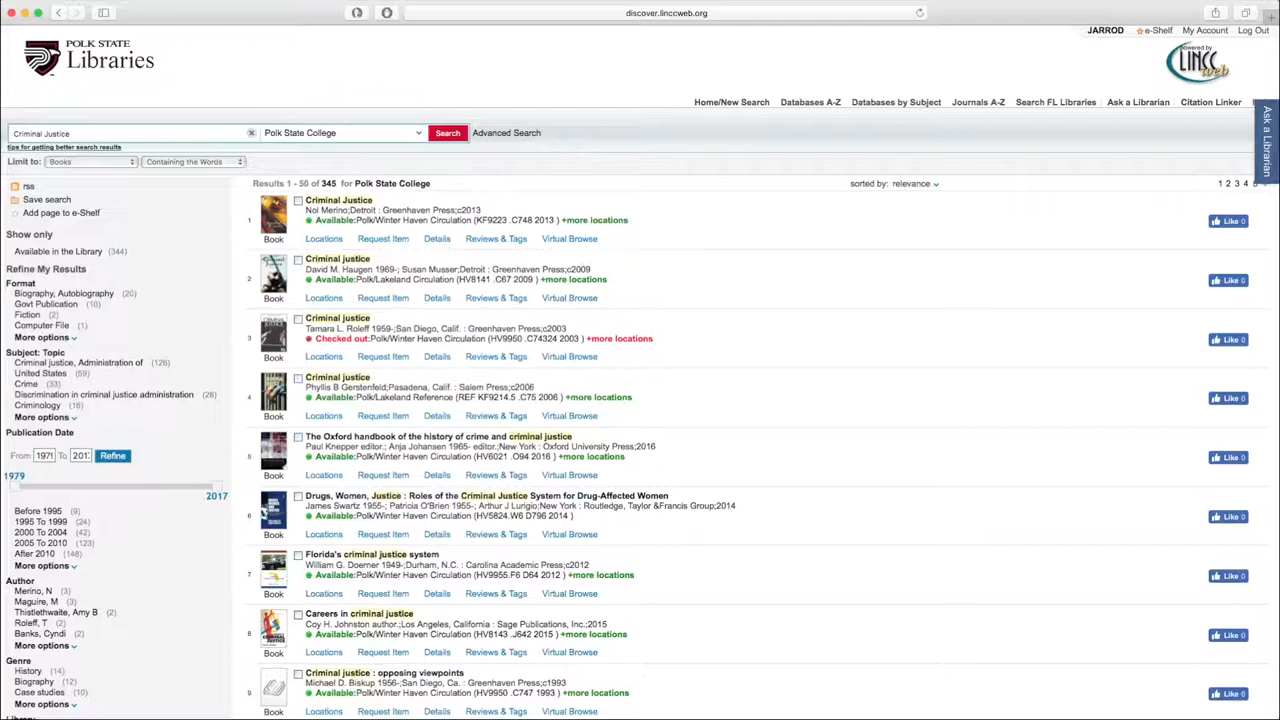 discover.linccweb.org
JARROD e-Shelf My Account Log Out
POLK STATE
Libraries
powered by
LINCC
web
Home/New Search Databases A-Z Databases by Subject Journals A-Z Search FL Libraries Ask a Librarian Citation Linker
Ask a Librarian
Criminal Justice Polk State College Search Advanced Search
tips for getting better search results
Limit to: Books Containing the Words
rss
Save search
Add page to e-Shelf
Show only
Available in the Library (344)
Refine My Results
Format
Biography, Autobiography (20)
Govt Publication (10)
Fiction (2)
Computer File (1)
More options
Subject: Topic
Criminal justice, Administration of (126)
United States (59)
Crime (33)
Discrimination in criminal justice administration (28)
Criminology (16)
More options
Publication Date
From 1979 To 201 Refine
1979
2017
Before 1995 (9)
1995 To 1999 (24)
2000 To 2004 (42)
2005 To 2010 (123)
After 2010 (148)
More options
Author
Merino, N (3)
Maguire, M (3)
Thistlethwaite, Amy B (2)
Roleff, T (2)
Banks, Cyndi (2)
More options
Genre
History (14)
Biography (12)
Case studies (10)
More options
Results 1 - 50 of 345 for Polk State College sorted by: relevance 1 2 3 4 5
Criminal Justice
Nol Merino;Detroit : Greenhaven Press;c2013
1 Available:Polk/Winter Haven Circulation (KF9223 .C748 2013 ) +more locations Like 0
Book Locations Request Item Details Reviews & Tags Virtual Browse
Criminal justice
David M. Haugen 1969-; Susan Musser;Detroit : Greenhaven Press;c2009
2 Available:Polk/Lakeland Circulation (HV8141 .C67 2009 ) +more locations Like 0
Book Locations Request Item Details Reviews & Tags Virtual Browse
Criminal justice
Tamara L. Roleff 1959-;San Diego, Calif. : Greenhaven Press;c2003
3 Checked out:Polk/Winter Haven Circulation (HV9950 .C74324 2003 ) +more locations Like 0
Book Locations Request Item Details Reviews & Tags Virtual Browse
Criminal justice
Phyllis B Gerstenfeld;Pasadena, Calif. : Salem Press;c2006
4 Available:Polk/Lakeland Reference (REF KF9214.5 .C75 2006 ) +more locations Like 0
Book Locations Request Item Details Reviews & Tags Virtual Browse
The Oxford handbook of the history of crime and criminal justice
Paul Knepper editor.; Anja Johansen 1965- editor.;New York : Oxford University Press;2016
5 Available:Polk/Winter Haven Circulation (HV6021 .O94 2016 ) +more locations Like 0
Book Locations Request Item Details Reviews & Tags Virtual Browse
Drugs, Women, Justice : Roles of the Criminal Justice System for Drug-Affected Women
James Swartz 1955-; Patricia O'Brien 1955-; Arthur J Lurigio;New York : Routledge, Taylor &Francis Group;2014
6 Available:Polk/Winter Haven Circulation (HV5824.W6 D796 2014 ) Like 0
Book Locations Request Item Details Reviews & Tags Virtual Browse
Florida's criminal justice system
William G. Doerner 1949-;Durham, N.C. : Carolina Academic Press;c2012
7 Available:Polk/Winter Haven Circulation (HV9955.F6 D64 2012 ) +more locations Like 0
Book Locations Request Item Details Reviews & Tags Virtual Browse
Careers in criminal justice
Coy H. Johnston author.;Los Angeles, California : Sage Publications, Inc.;2015
8 Available:Polk/Winter Haven Circulation (HV8143 .J642 2015 ) +more locations Like 0
Book Locations Request Item Details Reviews & Tags Virtual Browse
Criminal justice : opposing viewpoints
Michael D. Biskup 1956-;San Diego, Ca. : Greenhaven Press;c1993
9 Available:Polk/Winter Haven Circulation (HV9950 .C747 1993 ) +more locations Like 0
Book Locations Request Item Details Reviews & Tags Virtual Browse